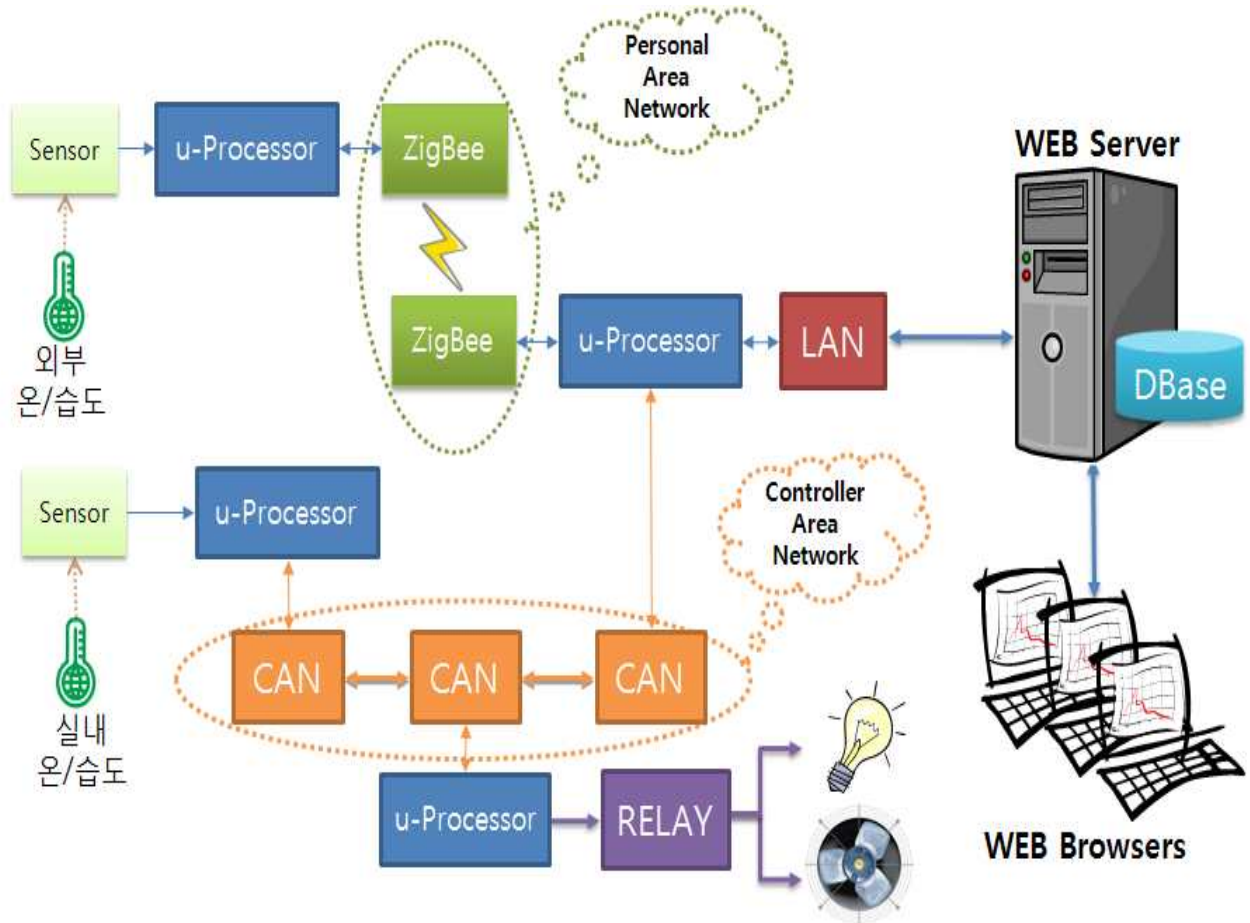 Personal
Area
Network
Sensor
u-Processor
ZigBee
WEB Server
외부
온/습도
ZigBee
u-Processor
LAN
DBase
Sensor
u-Processor
Controller
Area
Network
실내
온/습도
CAN
CAN
CAN
u-Processor
RELAY
WEB Browsers